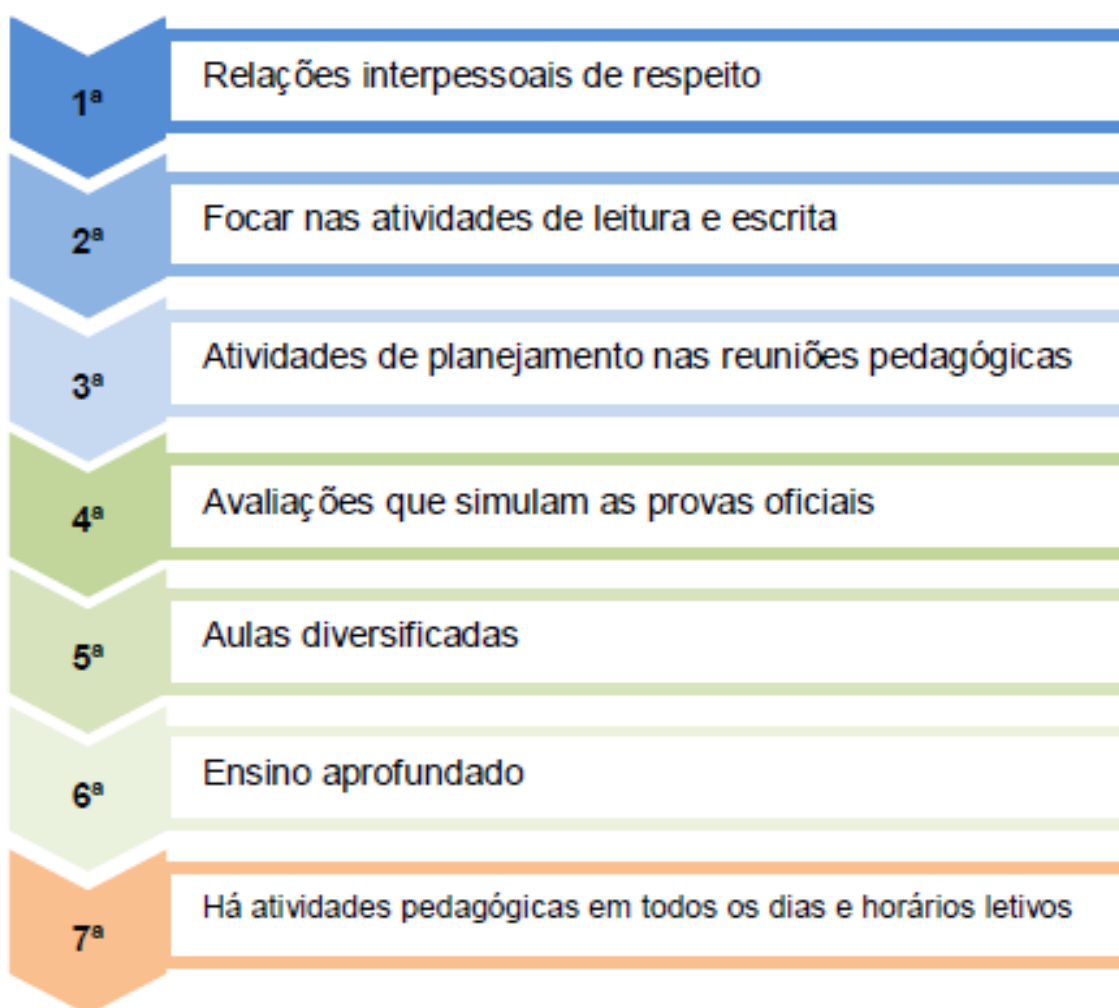 1ª
Relações interpessoais de respeito
2ª
Focar nas atividades de leitura e escrita
3ª
Atividades de planejamento nas reuniões pedagógicas
4ª
Avaliações que simulam as provas oficiais
5ª
Aulas diversificadas
6ª
Ensino aprofundado
7ª
Há atividades pedagógicas em todos os dias e horários letivos